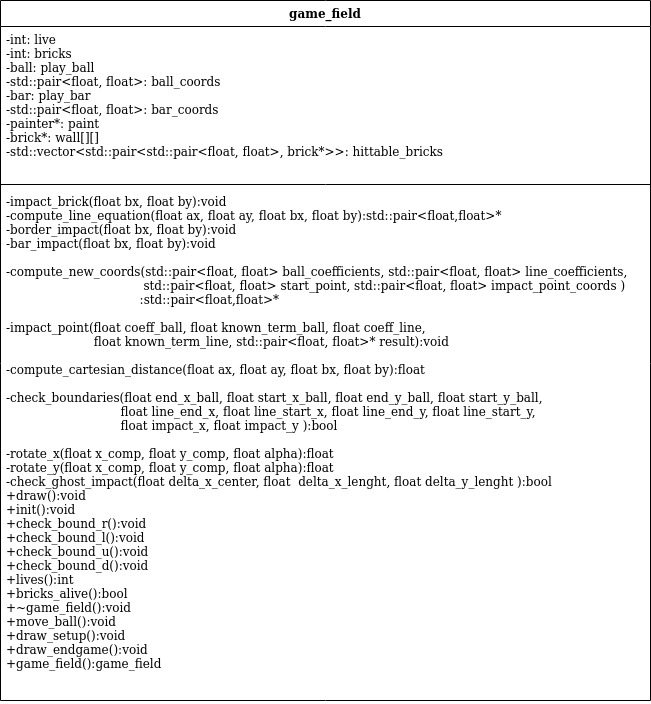 game_field
-int: live
-int: bricks
-ball: play_ball
-std::pair<float, float>: ball_coords
-bar: play_bar
-std::pair<float, float>: bar_coords
-painter*: paint
-brick*: wall[][]
-std::vector<std::pair<std::pair<float, float>, brick*>>: hittable_bricks
-impact_brick(float bx, float by):void
-compute_line_equation(float ax, float ay, float bx, float by):std::pair<float,float>*
-border_impact(float bx, float by):void
-bar_impact(float bx, float by):void
-compute_new_coords(std::pair<float, float> ball_coefficients, std::pair<float, float> line_coefficients,
std::pair<float, float> start_point, std::pair<float, float> impact_point_coords )
:std::pair<float,float>*
-impact_point(float coeff_ball, float known_term_ball, float coeff_line,
float known_term_line, std::pair<float, float>* result):void
-compute_cartesian_distance(float ax, float ay, float bx, float by):float
-check_boundaries(float end_x_ball, float start_x_ball, float end_y_ball, float start_y_ball,
float line_end_x, float line_start_x, float line_end_y, float line_start_y,
float impact_x, float impact_y ):bool
-rotate_x(float x_comp, float y_comp, float alpha):float
-rotate_y(float x_comp, float y_comp, float alpha):float
-check_ghost_impact(float delta_x_center, float  delta_x_lenght, float delta_y_lenght ):bool
+draw():void
+init():void
+check_bound_r():void
+check_bound_l():void
+check_bound_u():void
+check_bound_d():void
+lives():int
+bricks_alive():bool
+~game_field():void
+move_ball():void
+draw_setup():void
+draw_endgame():void
+game_field():game_field